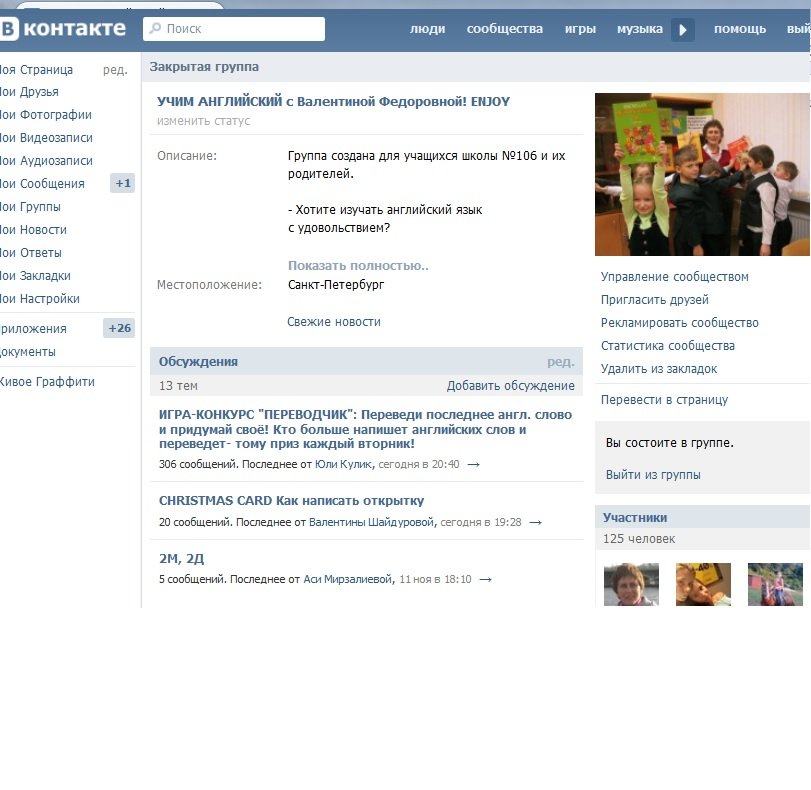 В контакте
Поиск
люди сообщества игры музыка помощь вый
оя Страница ред.
ои Друзья
ои Фотографии
ои Видеозаписи
ои Аудиозаписи
ои Сообщения +1
ои Группы
ои Новости
ои Ответы
ои Закладки
ои Настройки
риложения +26
окументы
Живое Граффити
Закрытая группа
УЧИМ АНГЛИЙСКИЙ с Валентиной Федоровной! ENJOY
изменить статус
Описание: Группа создана для учащихся школы №106 и их
родителей.
- Хотите изучать английский язык
с удовольствием?
Показать полностью..
Местоположение: Санкт-Петербург
Свежие новости
Обсуждения ред.
13 тем Добавить обсуждение
ИГРА-КОНКУРС "ПЕРЕВОДЧИК": Переведи последнее англ. слово
и придумай своё! Кто больше напишет английских слов и
переведет- тому приз каждый вторник!
306 сообщений. Последнее от Юли Кулик, сегодня в 20:40 →
CHRISTMAS CARD Как написать открытку
20 сообщений. Последнее от Валентины Шайдуровой, сегодня в 19:28 →
2М, 2Д
5 сообщений. Последнее от Аси Мирзалиевой, 11 ноя в 18:10 →
Управление сообществом
Пригласить друзей
Рекламировать сообщество
Статистика сообщества
Удалить из закладок
Перевести в страницу
Вы состоите в группе.
Выйти из группы
Участники
125 человек